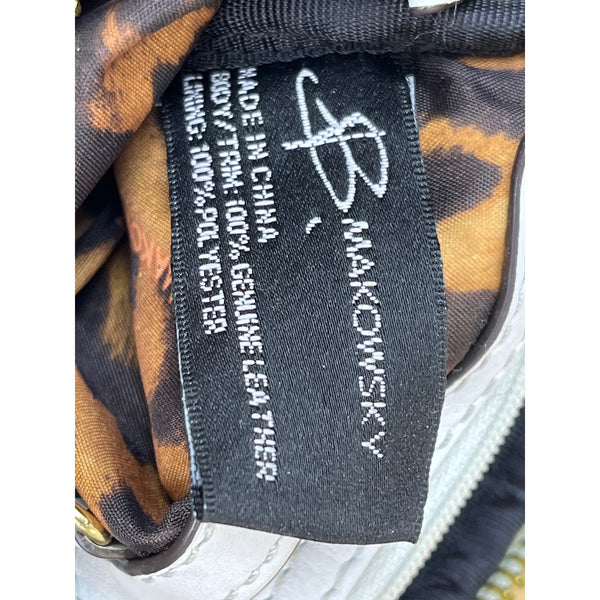 B. MAKOWSKY
MADE IN CHINA
BODY/TRIM: 100% GENUINE LEATHER
LINING: 100% POLYESTER